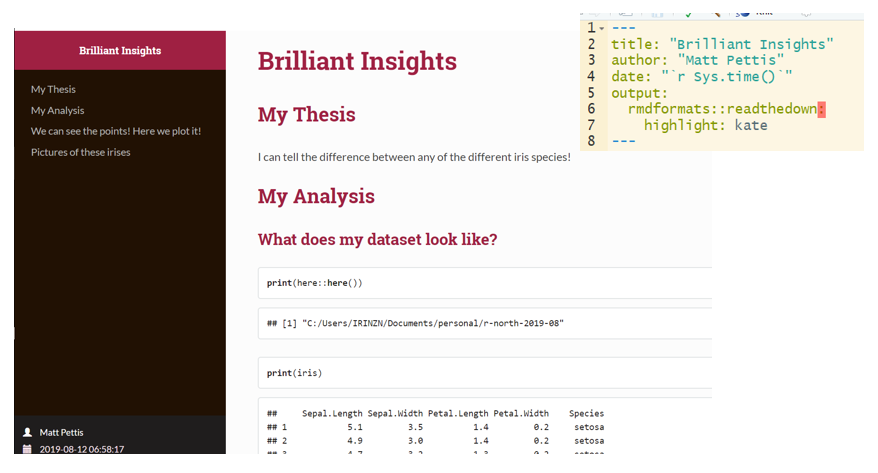 Brilliant Insights
My Thesis
My Analysis
We can see the points! Here we plot it!
Pictures of these irises
Matt Pettis
2019-08-12 06:58:17
Brilliant Insights
My Thesis
I can tell the difference between any of the different iris species!
My Analysis
What does my dataset look like?
print(here::here())
## [1] "C:/Users/IRINZN/Documents/personal/r-north-2019-08"
print(iris)
##     Sepal.Length Sepal.Width Petal.Length Petal.Width    Species
## 1            5.1         3.5          1.4         0.2     setosa
## 2            4.9         3.0          1.4         0.2     setosa
1 ---
2 title: "Brilliant Insights"
3 author: "Matt Pettis"
4 date: "`r Sys.time()`"
5 output:
6   rmdformats::readthedown:
7     highlight: kate
8 ---